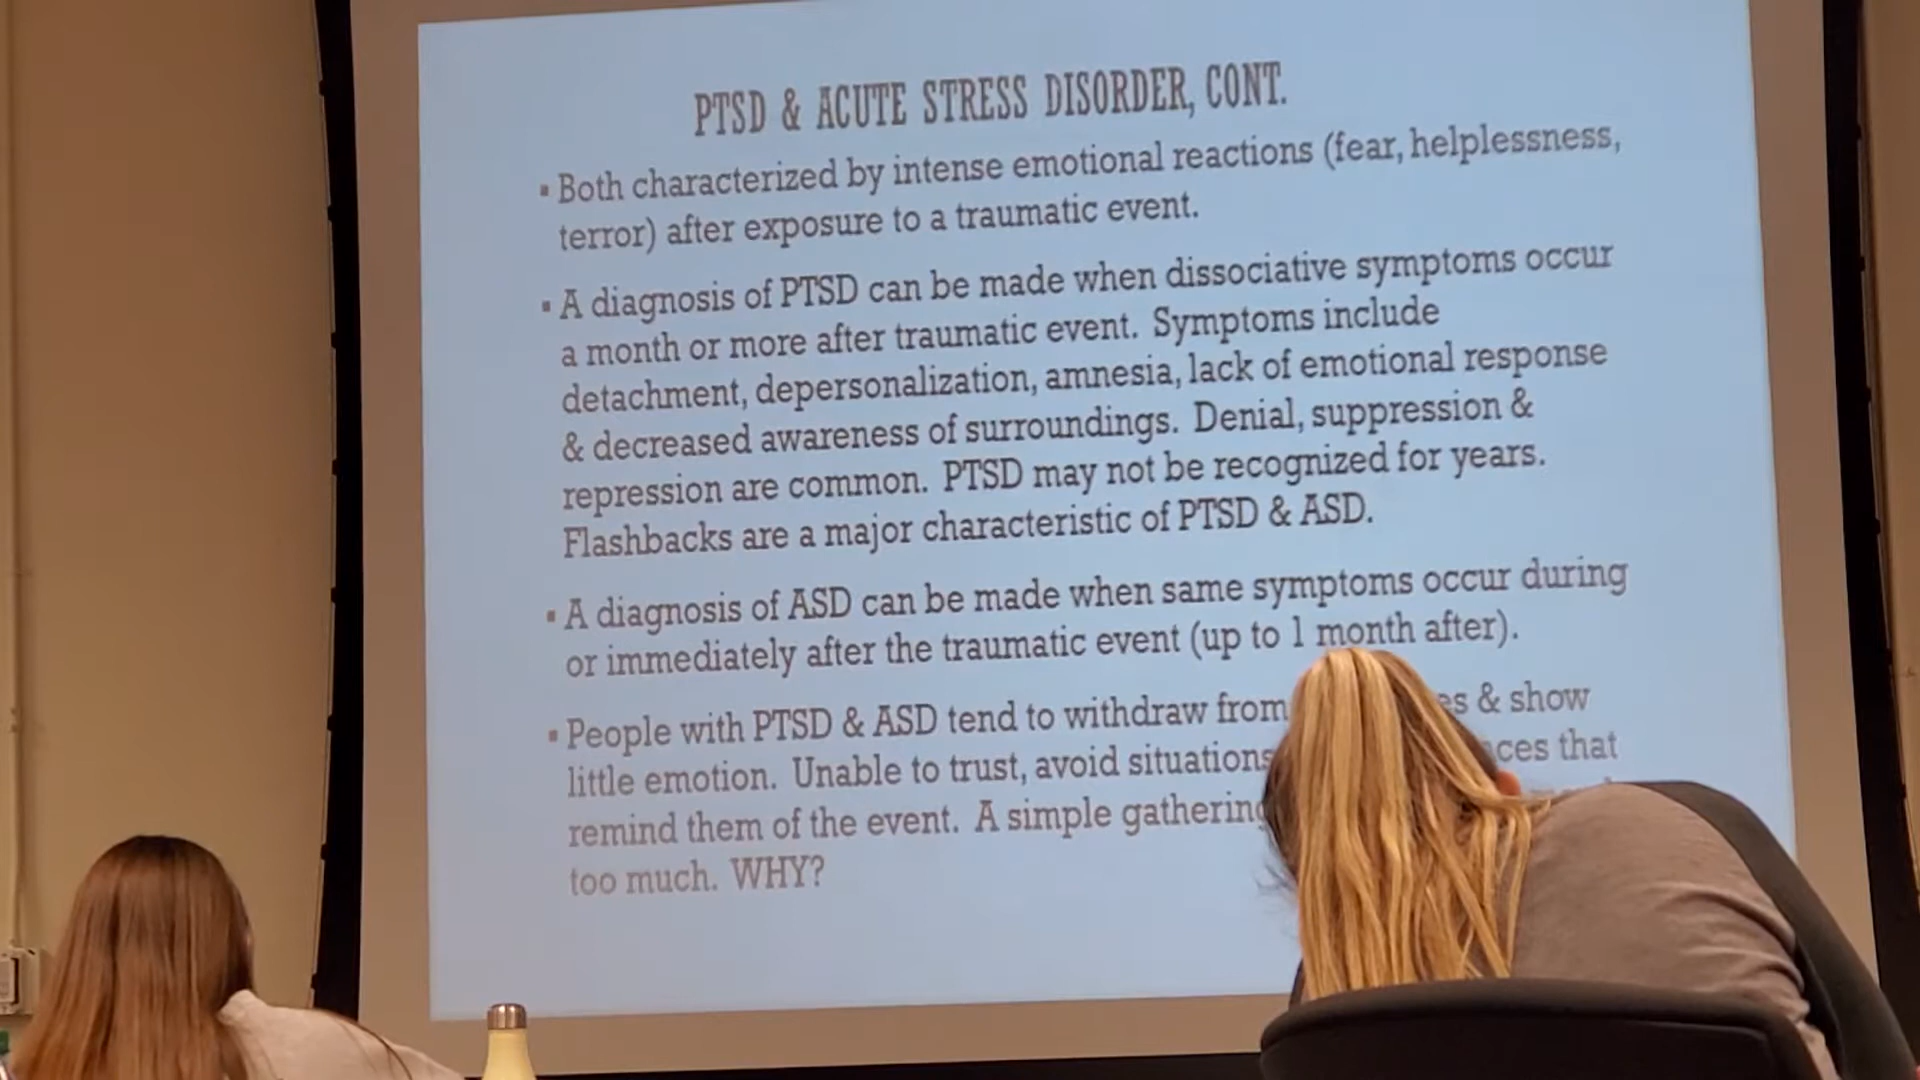 PTSD & ACUTE STRESS DISORDER, CONT.
▪ Both characterized by intense emotional reactions (fear, helplessness,
terror) after exposure to a traumatic event.
▪ A diagnosis of PTSD can be made when dissociative symptoms occur
a month or more after traumatic event. Symptoms include
detachment, depersonalization, amnesia, lack of emotional response
& decreased awareness of surroundings. Denial, suppression &
repression are common. PTSD may not be recognized for years.
Flashbacks are a major characteristic of PTSD & ASD.
▪ A diagnosis of ASD can be made when same symptoms occur during
or immediately after the traumatic event (up to 1 month after).
▪ People with PTSD & ASD tend to withdraw from & show
little emotion. Unable to trust, avoid situations that
remind them of the event. A simple gathering
too much. WHY?